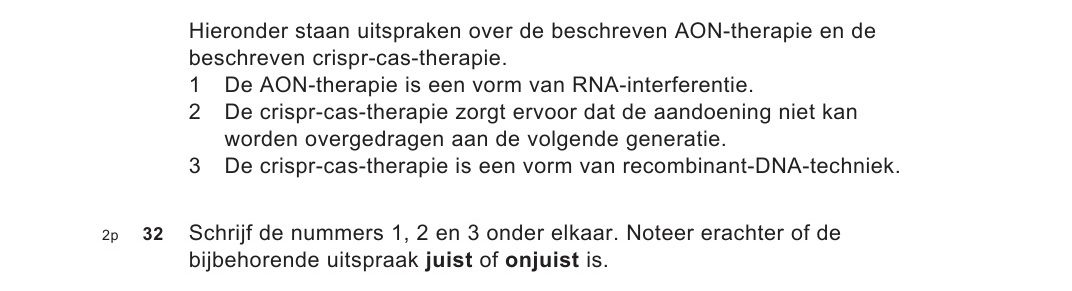 Hieronder staan uitspraken over de beschreven AON-therapie en de
beschreven crispr-cas-therapie.
1 De AON-therapie is een vorm van RNA-interferentie.
2 De crispr-cas-therapie zorgt ervoor dat de aandoening niet kan
worden overgedragen aan de volgende generatie.
3 De crispr-cas-therapie is een vorm van recombinant-DNA-techniek.
2p 32 Schrijf de nummers 1, 2 en 3 onder elkaar. Noteer erachter of de
bijbehorende uitspraak juist of onjuist is.